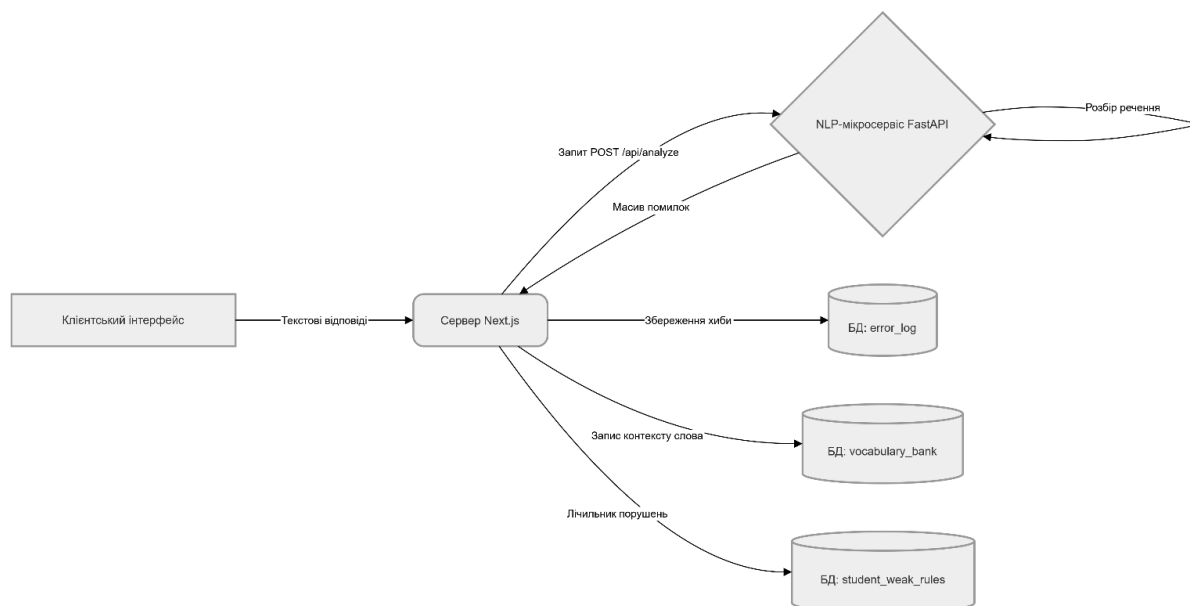 Розбір речення
NLP-мікросервіс FastAPI
Запит POST /api/analyze
Масив помилок
Клієнтський інтерфейс
Текстові відповіді
Сервер Next.js
Збереження хиби
БД: error_log
Запис контексту слова
БД: vocabulary_bank
Лічильник порушень
БД: student_weak_rules